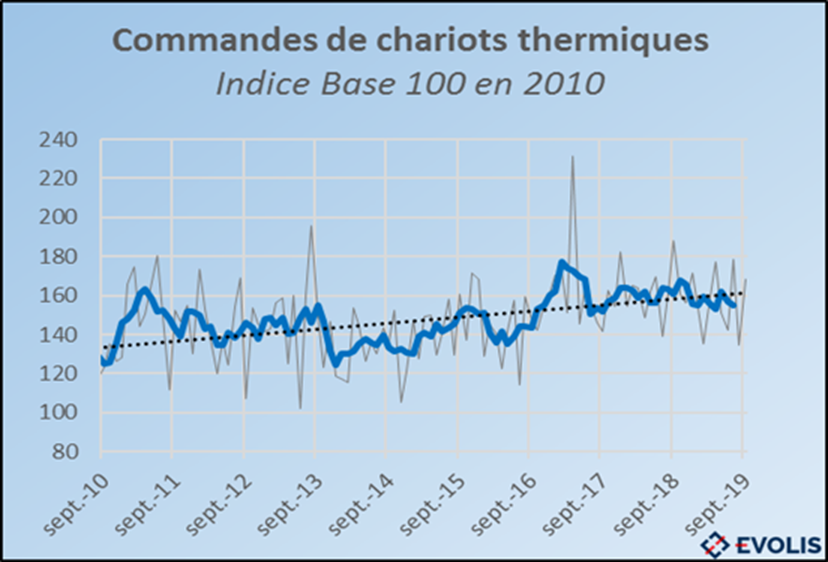 Commandes de chariots thermiques
Indice Base 100 en 2010
240
220
200
180
160
140
120
100
80
sept.-10
sept.-11
sept.-12
sept.-13
sept.-14
sept.-15
sept.-16
sept.-17
sept.-18
sept.-19
EVOLIS